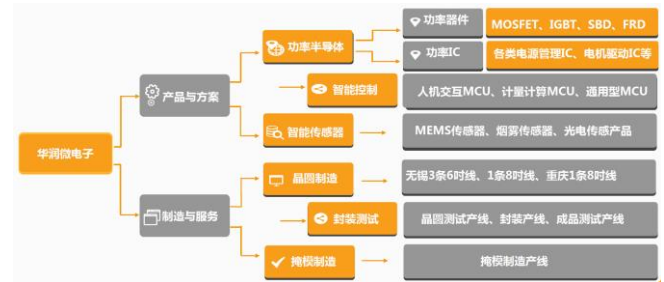 华润微电子
产品与方案
功率半导体
功率器件
MOSFET、IGBT、SBD、FRD
功率IC
各类电源管理IC、电机驱动IC等
智能控制
人机交互MCU、计量计算MCU、通用型MCU
智能传感器
MEMS传感器、烟雾传感器、光电传感产品
制造与服务
晶圆制造
无锡3条6吋线、1条8吋线、重庆1条8吋线
封装测试
晶圆测试产线、封装产线、成品测试产线
掩模制造
掩模制造产线